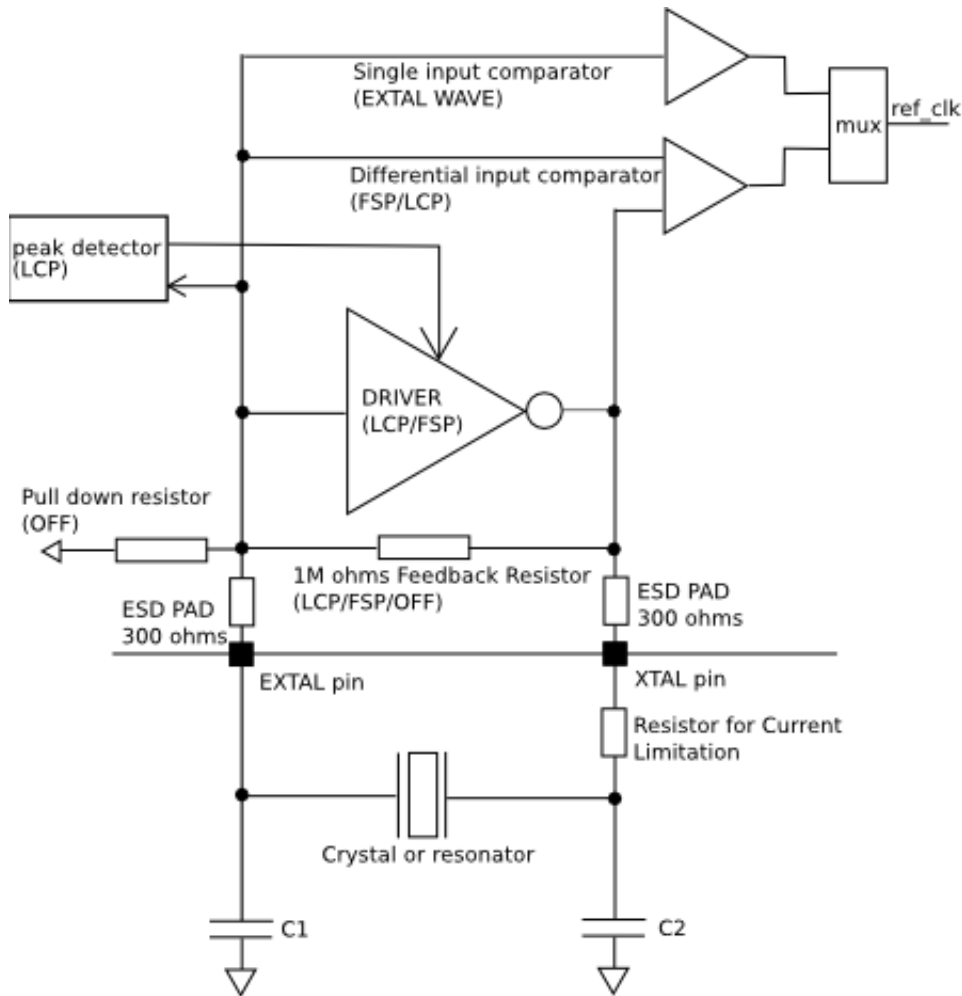 Single input comparator
(EXTAL WAVE)
mux
ref_clk
Differential input comparator
(FSP/LCP)
peak detector
(LCP)
DRIVER
(LCP/FSP)
Pull down resistor
(OFF)
1M ohms Feedback Resistor
(LCP/FSP/OFF)
ESD PAD
300 ohms
ESD PAD
300 ohms
EXTAL pin
XTAL pin
Resistor for Current
Limitation
Crystal or resonator
C1
C2